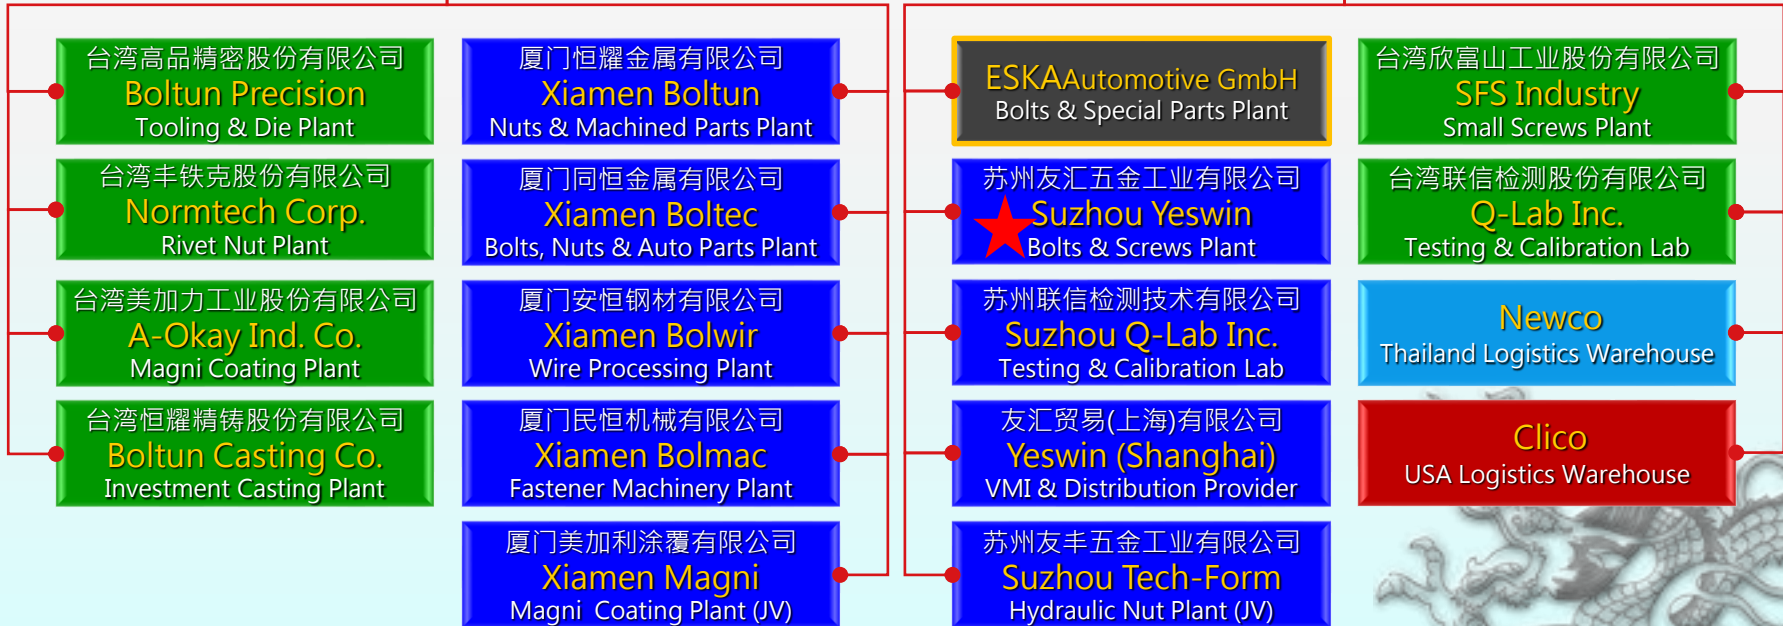 台湾高品精密股份有限公司
Boltun Precision
Tooling & Die Plant
台湾丰铁克股份有限公司
Normtech Corp.
Rivet Nut Plant
台湾美加力工业股份有限公司
A-Okay Ind. Co.
Magni Coating Plant
台湾恒耀精铸股份有限公司
Boltun Casting Co.
Investment Casting Plant
厦门恒耀金属有限公司
Xiamen Boltun
Nuts & Machined Parts Plant
厦门同恒金属有限公司
Xiamen Boltec
Bolts, Nuts & Auto Parts Plant
厦门安恒钢材有限公司
Xiamen Bolwir
Wire Processing Plant
厦门民恒机械有限公司
Xiamen Bolmac
Fastener Machinery Plant
厦门美加利涂覆有限公司
Xiamen Magni
Magni Coating Plant (JV)
ESKA Automotive GmbH
Bolts & Special Parts Plant
苏州友汇五金工业有限公司
Suzhou Yeswin
Bolts & Screws Plant
苏州联信检测技术有限公司
Suzhou Q-Lab Inc.
Testing & Calibration Lab
友汇贸易(上海)有限公司
Yeswin (Shanghai)
VMI & Distribution Provider
苏州友丰五金工业有限公司
Suzhou Tech-Form
Hydraulic Nut Plant (JV)
台湾欣富山工业股份有限公司
SFS Industry
Small Screws Plant
台湾联信检测股份有限公司
Q-Lab Inc.
Testing & Calibration Lab
Newco
Thailand Logistics Warehouse
Clico
USA Logistics Warehouse